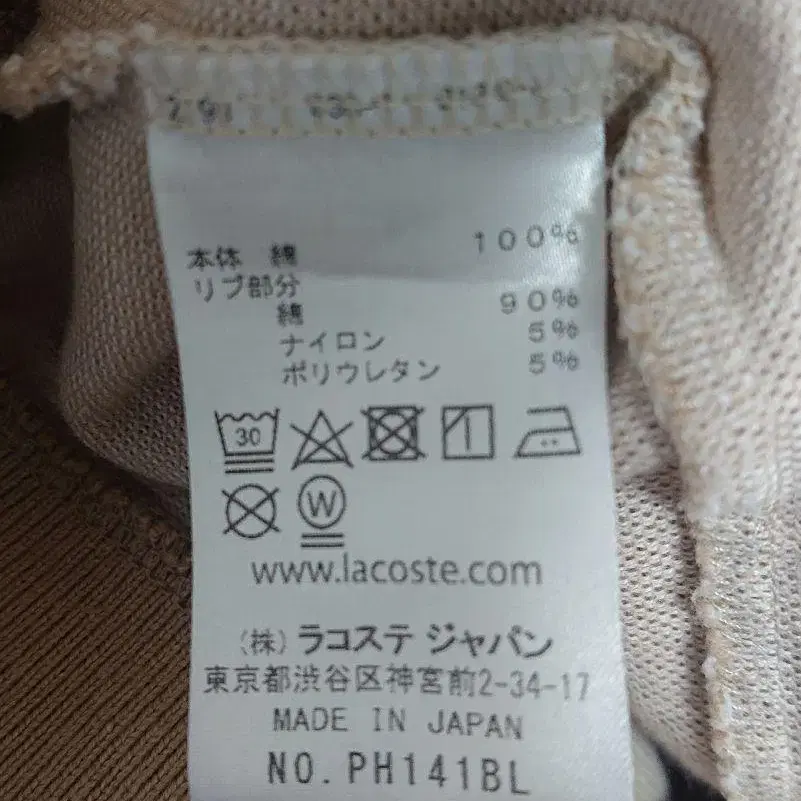 本体 綿 100%
リブ部分
綿 90%
ナイロン 5%
ポリウレタン 5%
30
W
www.lacoste.com
(株) ラコステ ジャパン
東京都渋谷区神宮前2-34-17
MADE IN JAPAN
NO. PH141BL